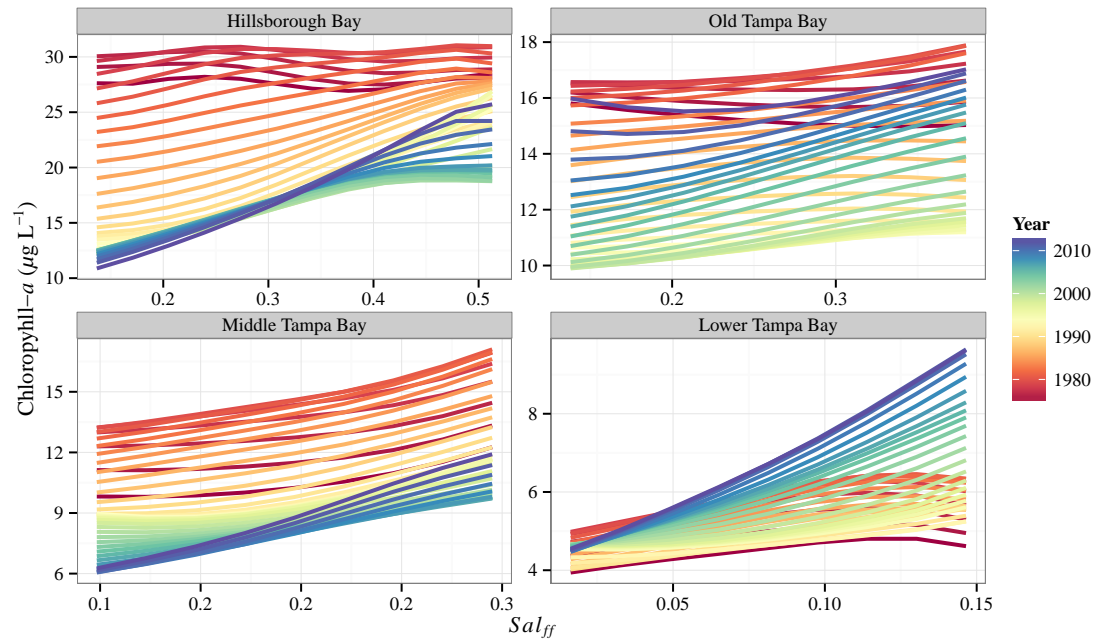 Hillsborough Bay
Old Tampa Bay
30
25
20
15
10
0.2 0.3 0.4 0.5
18
16
14
12
10
0.2 0.3
Middle Tampa Bay
Lower Tampa Bay
15
12
9
6
0.1 0.2 0.2 0.2 0.3
8
6
4
0.05 0.10 0.15
Chloropyhll−a (μg L⁻¹)
Sal_ff
Year
2010
2000
1990
1980